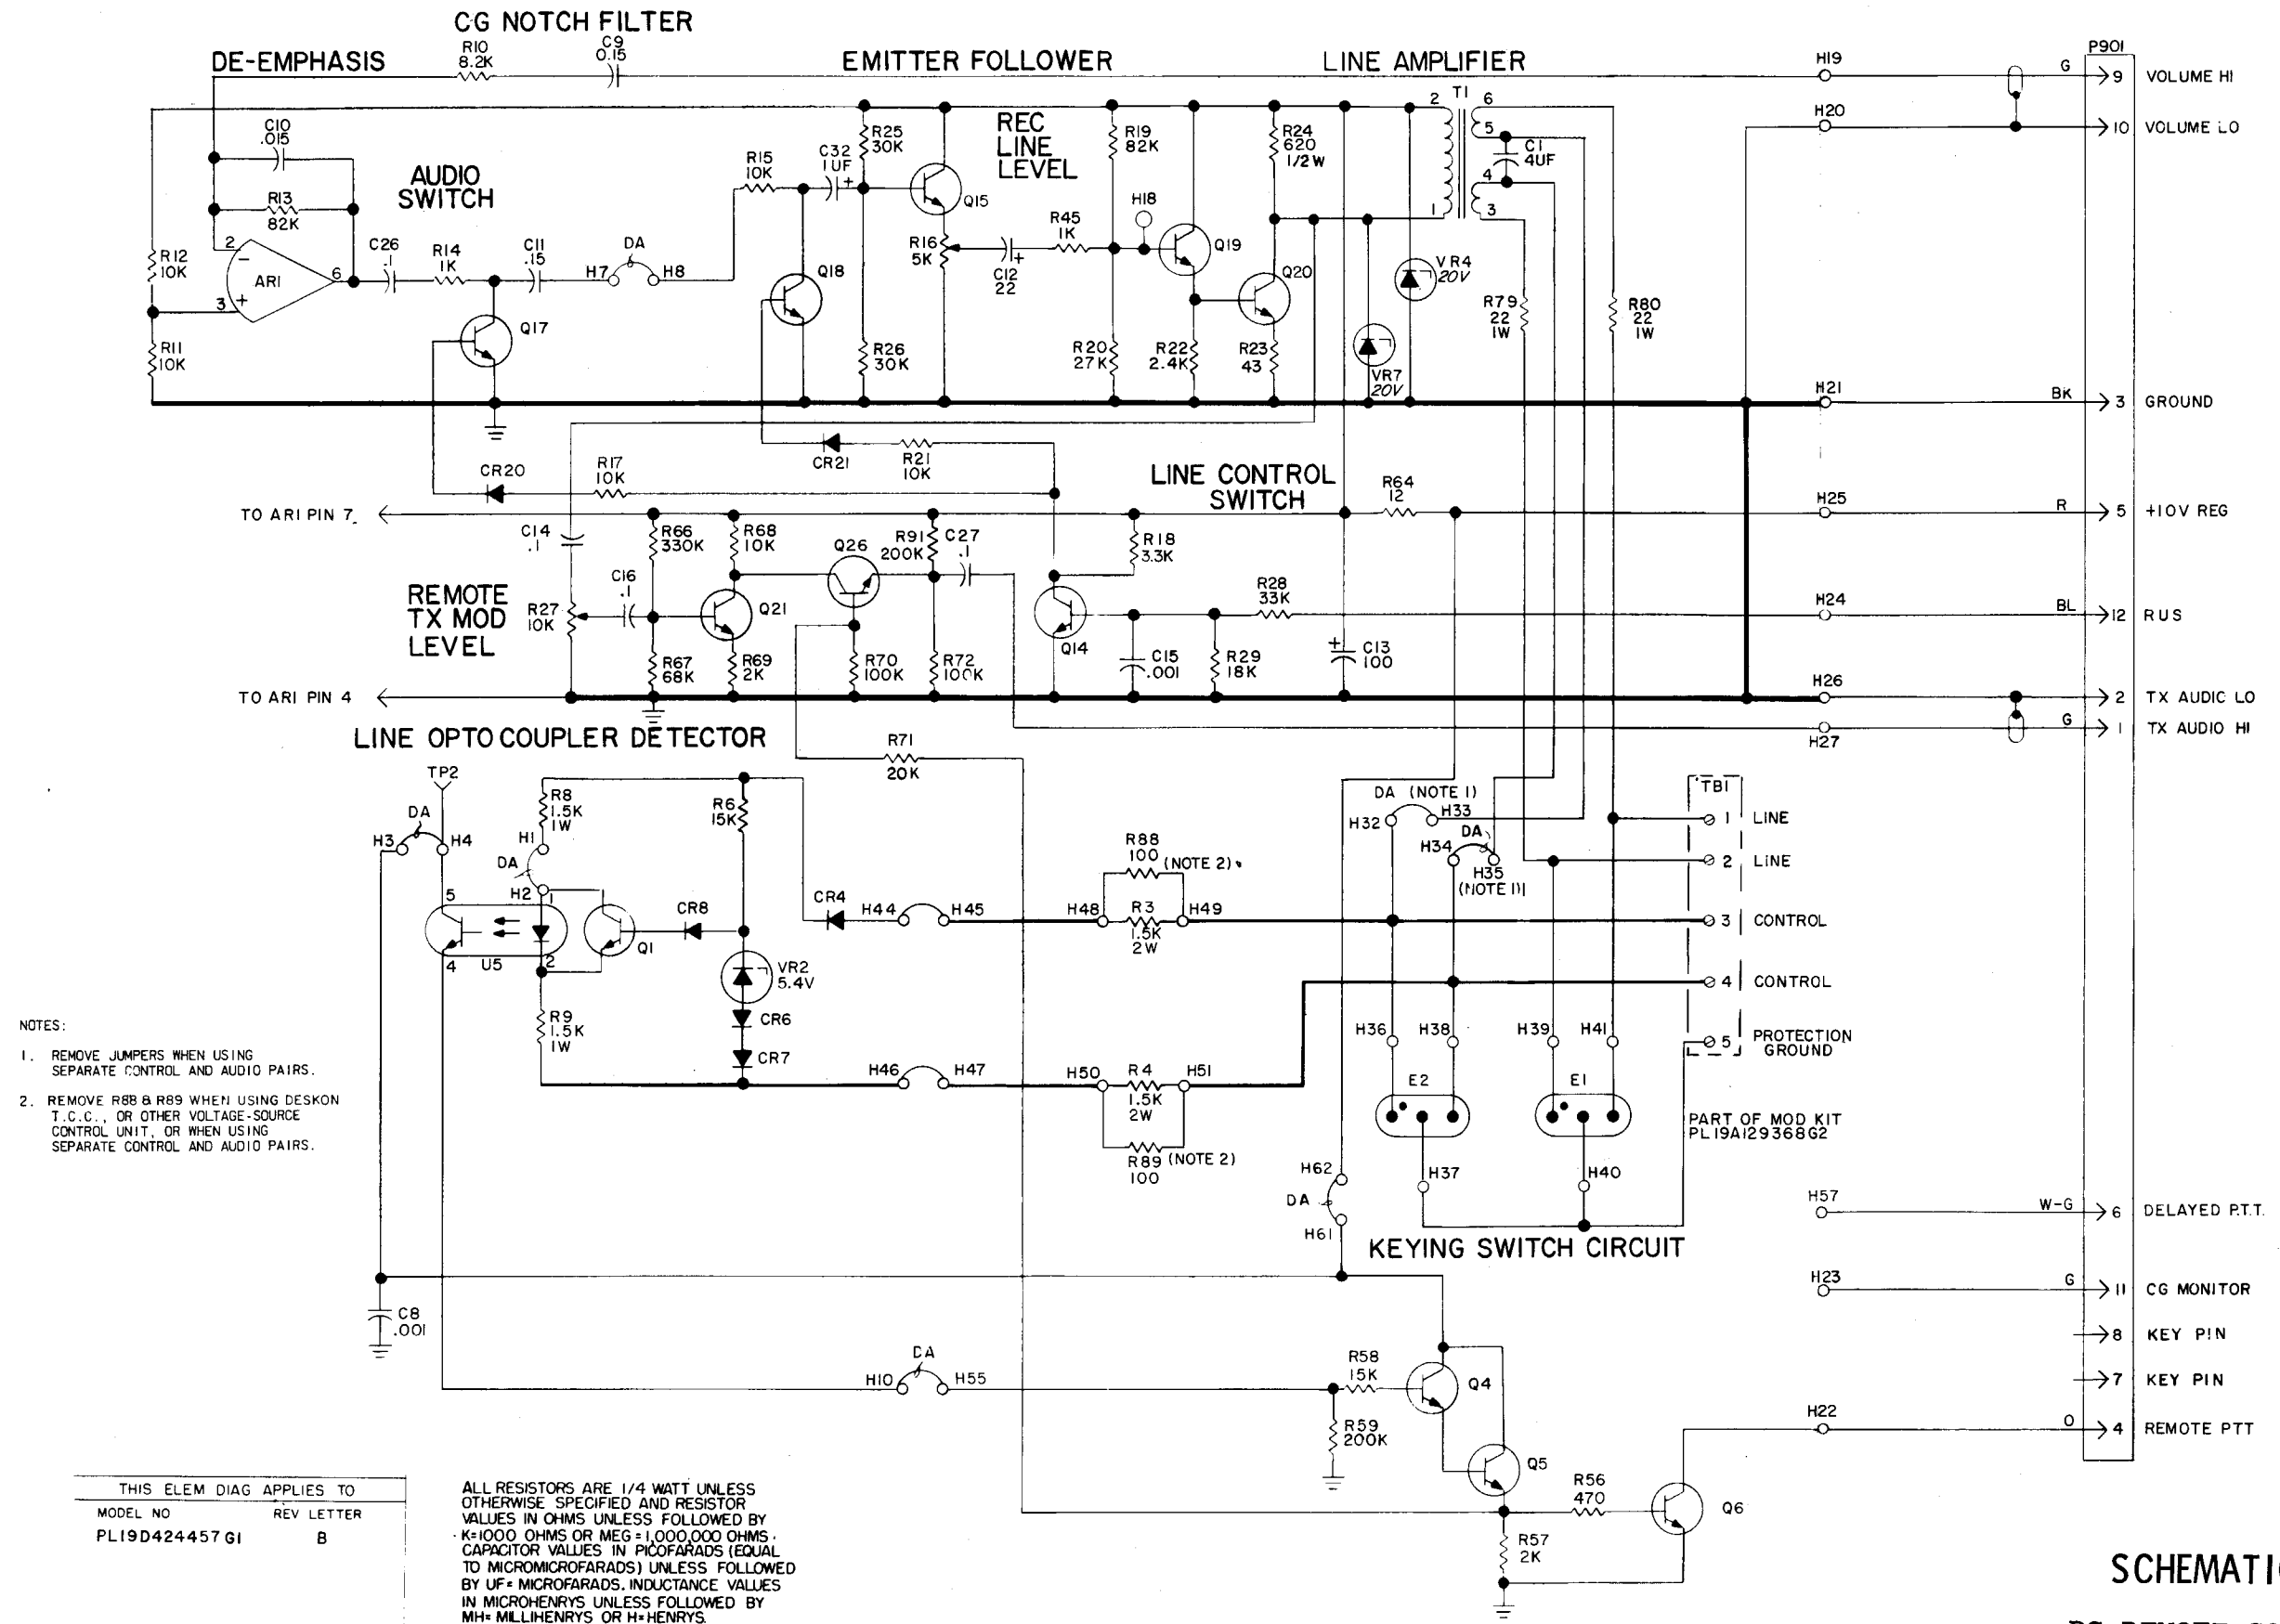 CG NOTCH FILTER
DE-EMPHASIS
R10
8.2K
C9
0.15
EMITTER FOLLOWER
LINE AMPLIFIER
H19
G
P901
9 VOLUME HI
H20
10 VOLUME LO
C10
.015
R13
82K
AUDIO
SWITCH
R12
10K
R11
10K
2
-
3
+
AR1
6
C26
.1
R14
1K
C11
.15
DA
H7
H8
Q17
R15
10K
C32
1UF
+
Q18
R25
30K
R26
30K
Q15
REC
LINE
LEVEL
R16
5K
C12
22
+
R45
1K
R19
82K
H18
Q19
R20
27K
R22
2.4K
R24
620
1/2W
Q20
R23
43
VR4
20V
VR7
20V
T1
2
1
6
5
4
3
C1
4UF
R79
22
1W
R80
22
1W
H21
BK
3 GROUND
CR20
R17
10K
CR21
R21
10K
LINE CONTROL
SWITCH
R64
12
H25
R
5 +10V REG
TO ARI PIN 7
C14
.1
R66
330K
R68
10K
Q26
R91
200K
C27
.1
R18
3.3K
REMOTE
TX MOD
LEVEL
R27
10K
C16
.1
Q21
R67
68K
R69
2K
R70
100K
R72
100K
Q14
C15
.001
R28
33K
R29
18K
+
C13
100
H24
BL
12 RUS
TO ARI PIN 4
H26
2 TX AUDIO LO
H27
G
1 TX AUDIO HI
LINE OPTO COUPLER DETECTOR
R71
20K
TP2
DA
H3
H4
R8
1.5K
1W
H1
DA
H2
R6
15K
5
4
1
2
U5
Q1
CR8
CR4
H44
H45
VR2
5.4V
CR6
CR7
R9
1.5K
1W
H46
H47
R88
100
(NOTE 2)
H48
R3
1.5K
2W
H49
H50
R4
1.5K
2W
H51
R89
100
(NOTE 2)
DA (NOTE 1)
H32
H33
DA
H34
H35
(NOTE 1)
TB1
1 LINE
2 LINE
3 CONTROL
4 CONTROL
5 PROTECTION
GROUND
H36
H38
H39
H41
E2
E1
H37
H40
PART OF MOD KIT
PL19A129368G2
H62
DA
H61
KEYING SWITCH CIRCUIT
NOTES:
1. REMOVE JUMPERS WHEN USING
SEPARATE CONTROL AND AUDIO PAIRS.
2. REMOVE R88 & R89 WHEN USING DESKON
T.C.C., OR OTHER VOLTAGE-SOURCE
CONTROL UNIT, OR WHEN USING
SEPARATE CONTROL AND AUDIO PAIRS.
H57
W-G
6 DELAYED P.T.T.
H23
G
11 CG MONITOR
8 KEY PIN
7 KEY PIN
H22
O
4 REMOTE PTT
C8
.001
H10
DA
H55
R58
15K
R59
200K
Q4
Q5
R56
470
R57
2K
Q6
THIS ELEM DIAG APPLIES TO
MODEL NO REV LETTER
PL19D424457G1 B
ALL RESISTORS ARE 1/4 WATT UNLESS
OTHERWISE SPECIFIED AND RESISTOR
VALUES IN OHMS UNLESS FOLLOWED BY
K=1000 OHMS OR MEG=1,000,000 OHMS.
CAPACITOR VALUES IN PICOFARADS (EQUAL
TO MICROMICROFARADS) UNLESS FOLLOWED
BY UF= MICROFARADS. INDUCTANCE VALUES
IN MICROHENRYS UNLESS FOLLOWED BY
MH= MILLIHENRYS OR H=HENRYS.